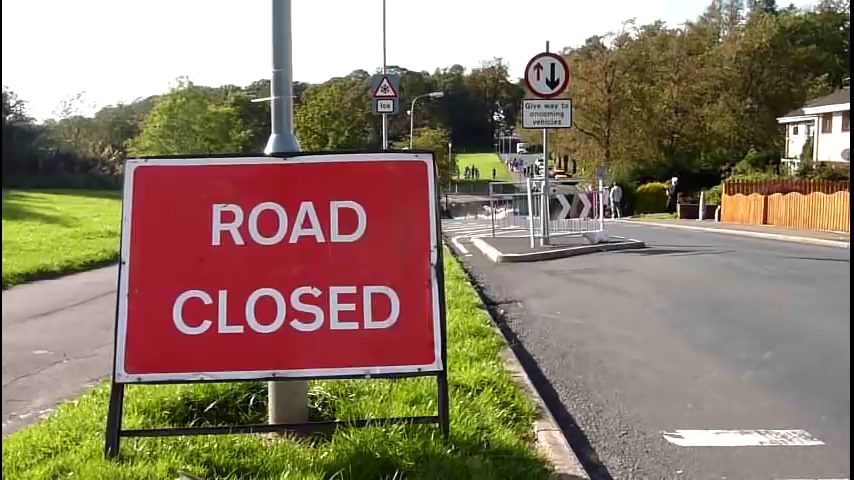 ROAD
CLOSED
Ice
Give way to
oncoming
vehicles